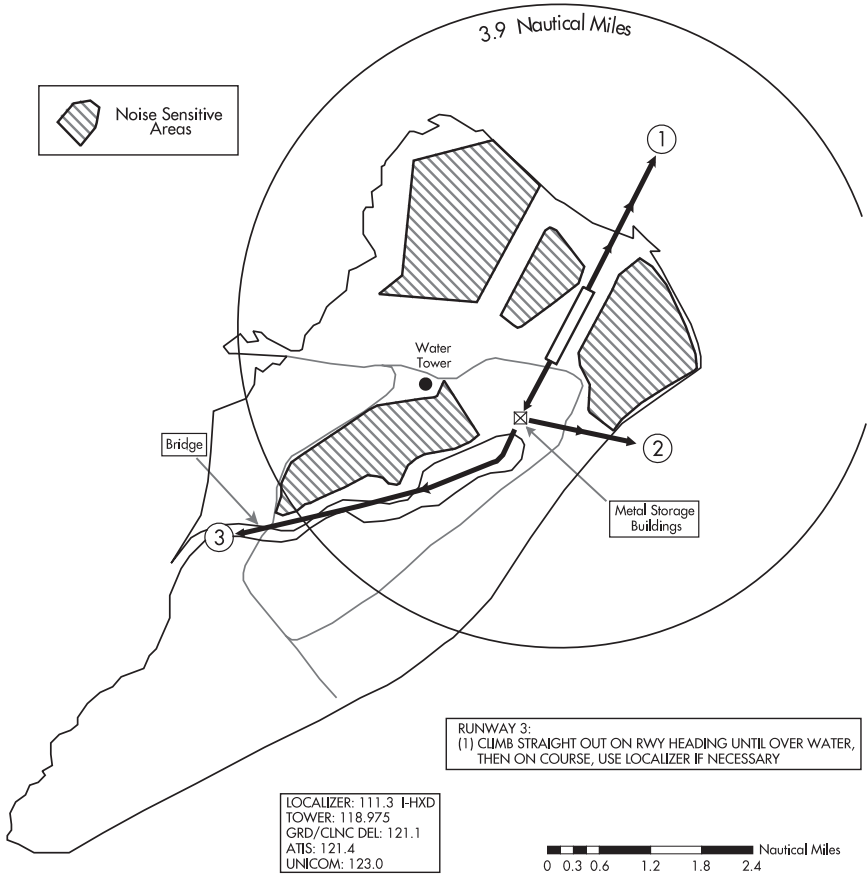 3.9 Nautical Miles
Noise Sensitive
Areas
1
Water
Tower
2
Bridge
Metal Storage
Buildings
3
RUNWAY 3:
(1) CLIMB STRAIGHT OUT ON RWY HEADING UNTIL OVER WATER,
THEN ON COURSE, USE LOCALIZER IF NECESSARY
LOCALIZER: 111.3 I-HXD
TOWER: 118.975
GRD/CLNC DEL: 121.1
ATIS: 121.4
UNICOM: 123.0
Nautical Miles
0 0.3 0.6 1.2 1.8 2.4